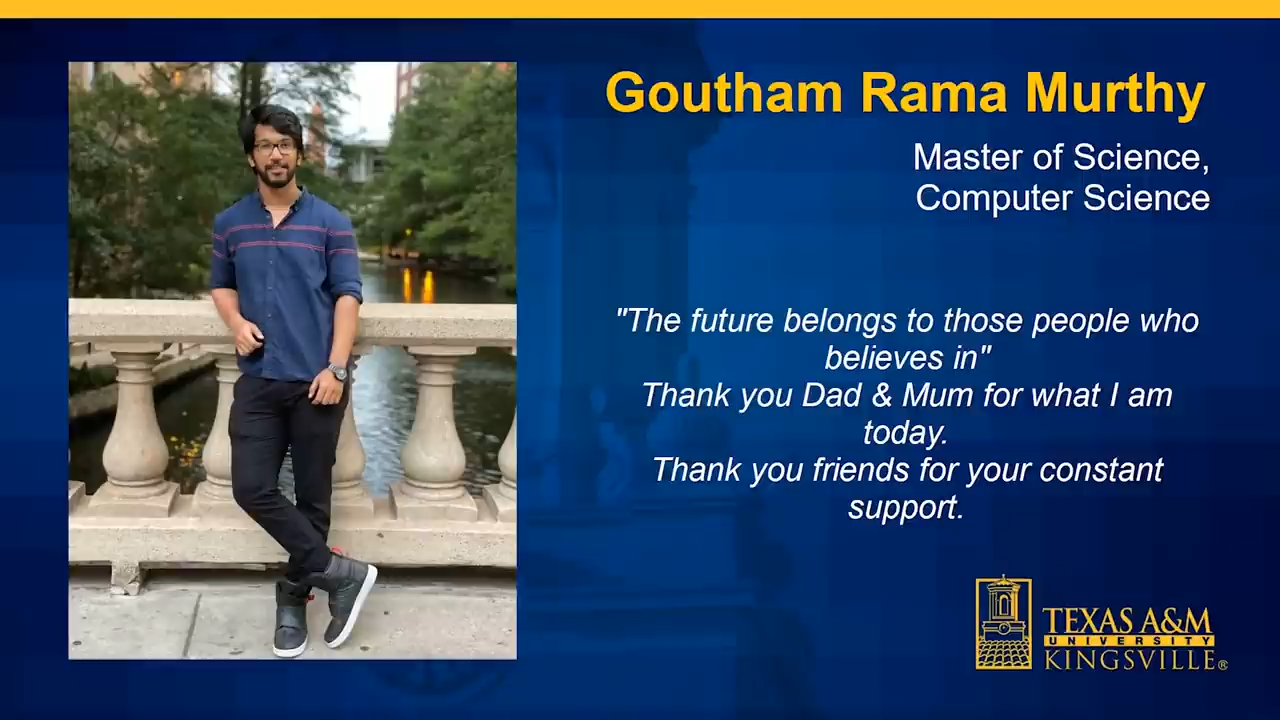 Goutham Rama Murthy
Master of Science,
Computer Science
"The future belongs to those people who
believes in"
Thank you Dad & Mum for what I am
today.
Thank you friends for your constant
support.
TEXAS A&M
UNIVERSITY
KINGSVILLE®